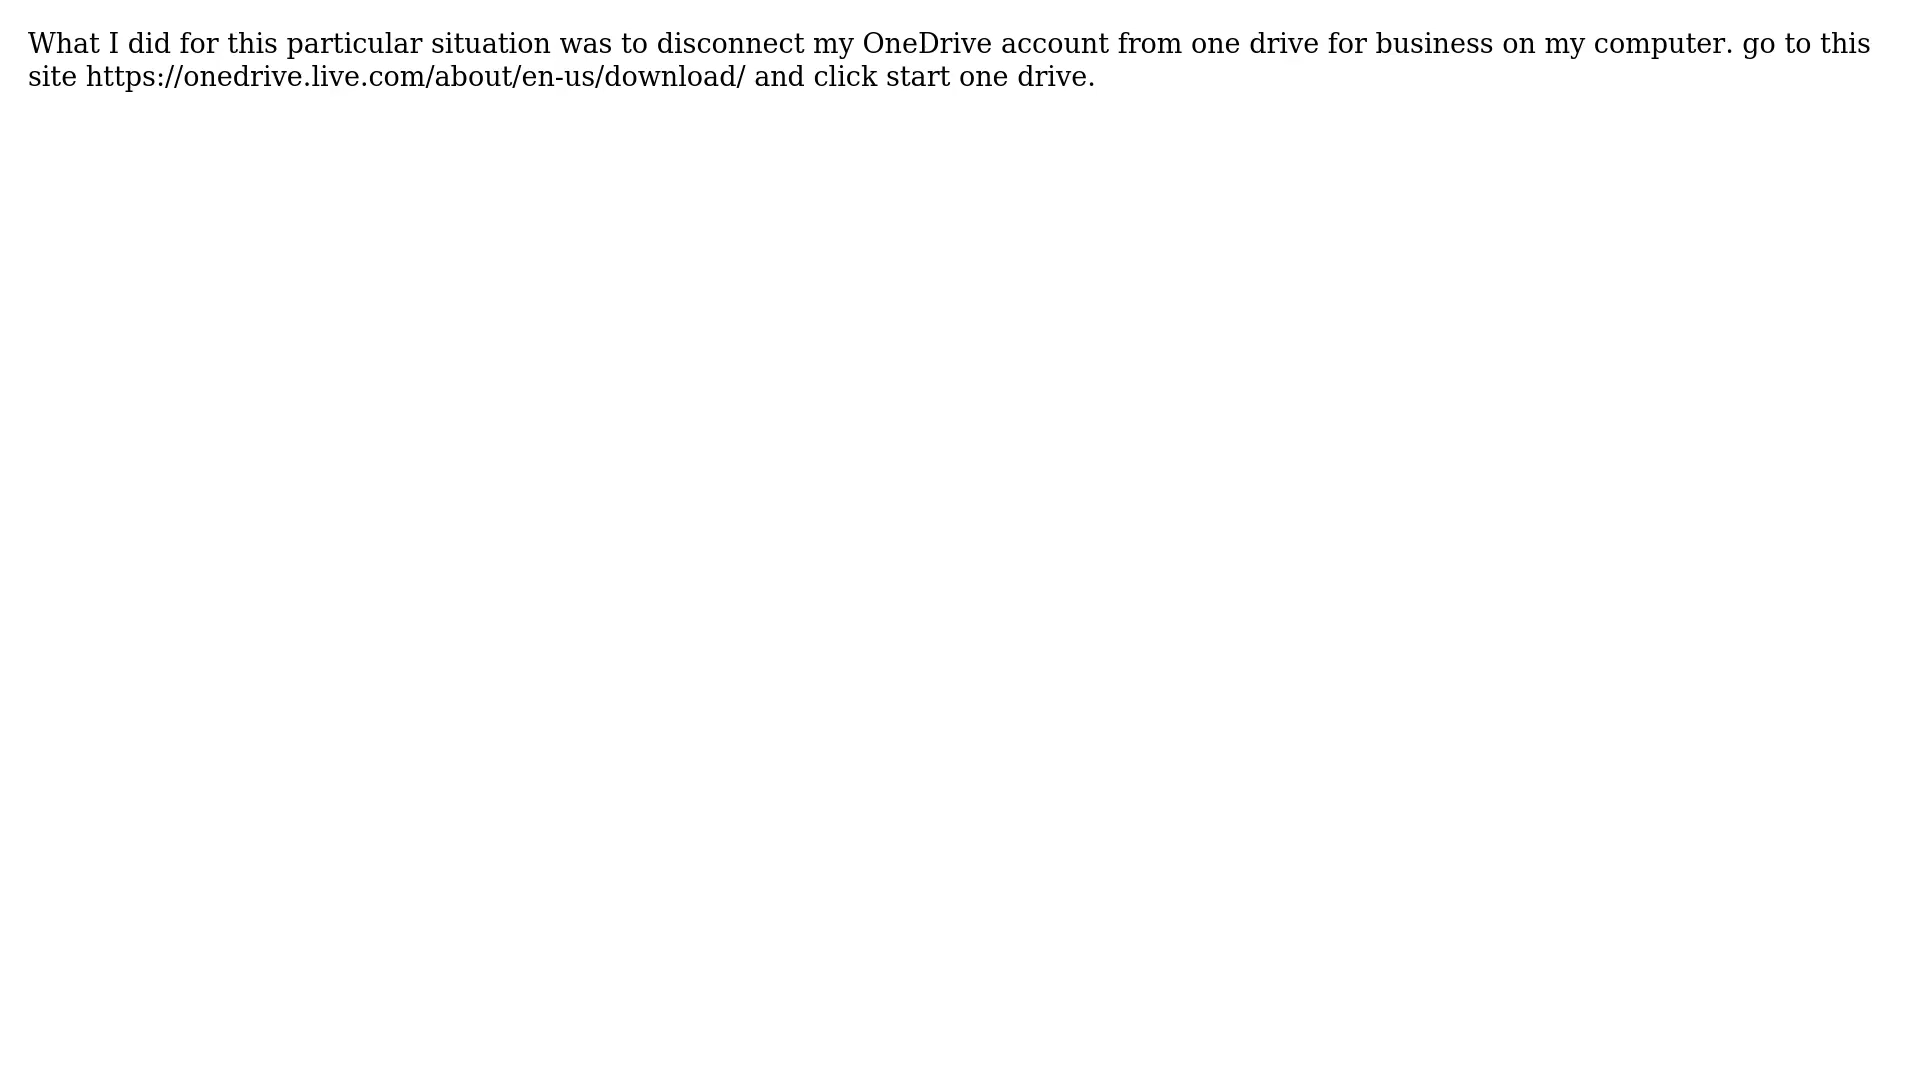 What I did for this particular situation was to disconnect my OneDrive account from one drive for business on my computer. go to this
site https://onedrive.live.com/about/en-us/download/ and click start one drive.